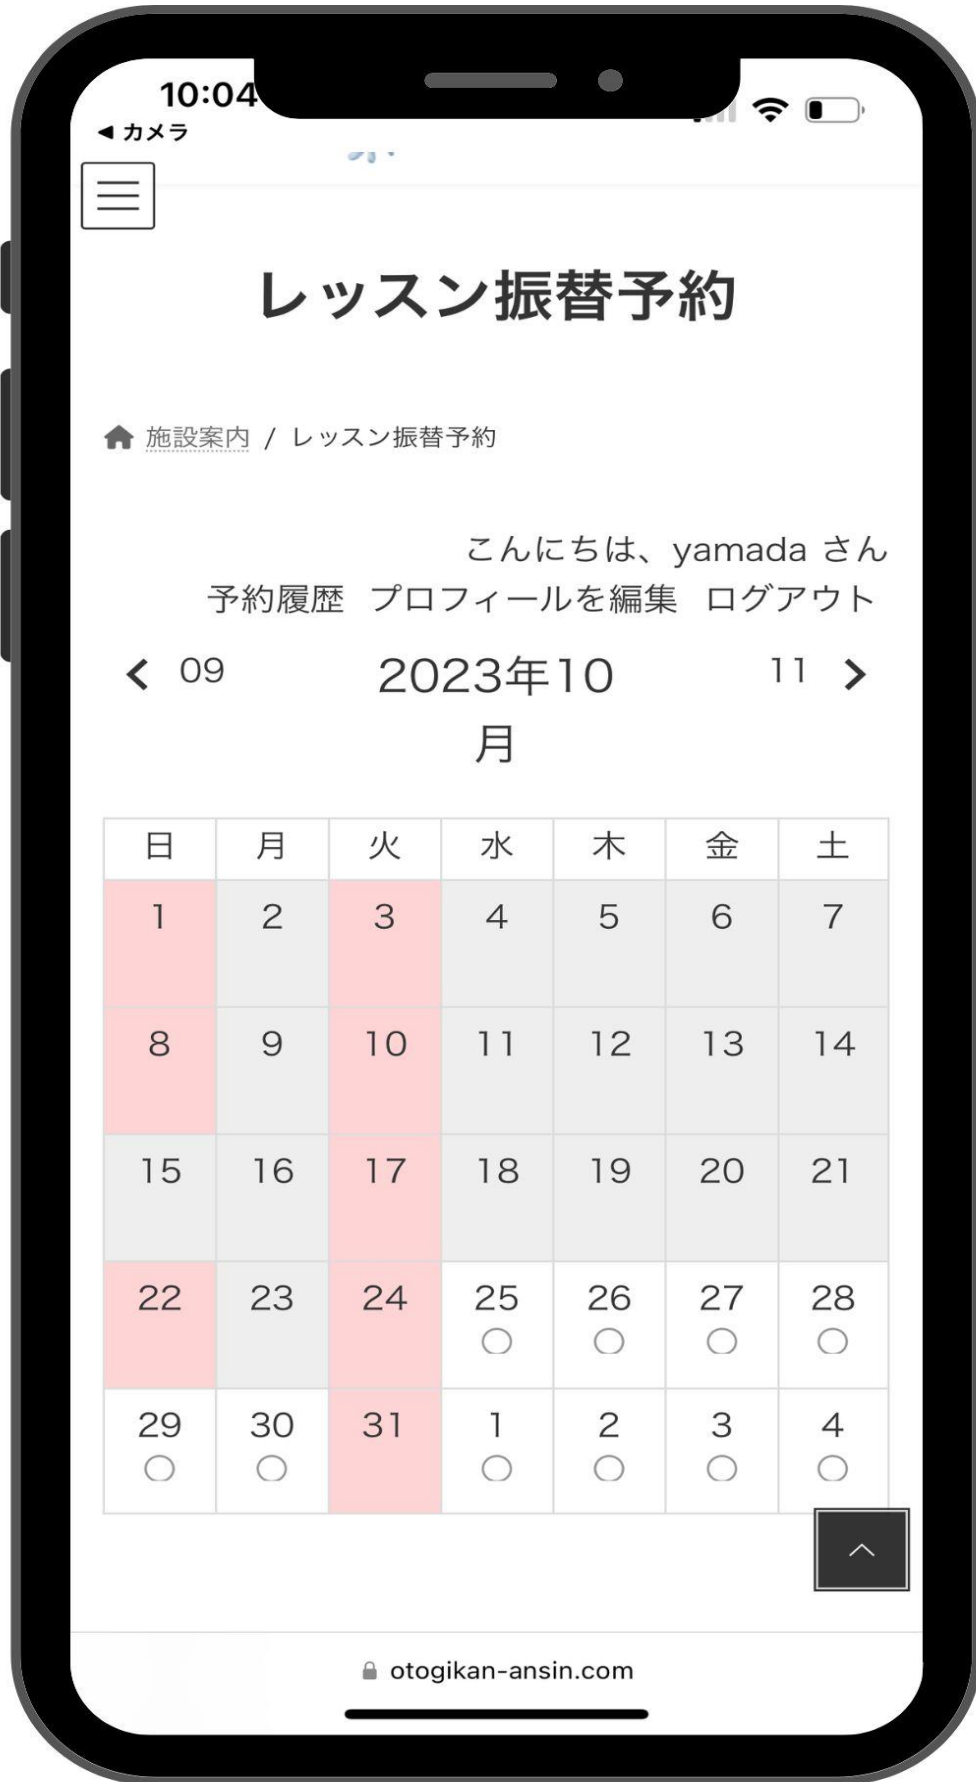 10:04
◀ カメラ
レッスン振替予約
施設案内 / レッスン振替予約
こんにちは、yamada さん
予約履歴 プロフィールを編集 ログアウト
09 2023年10月 11
日 月 火 水 木 金 土
1 2 3 4 5 6 7
8 9 10 11 12 13 14
15 16 17 18 19 20 21
22 23 24 25 26 27 28
○ ○ ○ ○
29 30 31 1 2 3 4
○ ○ ○ ○ ○ ○
otogikan-ansin.com